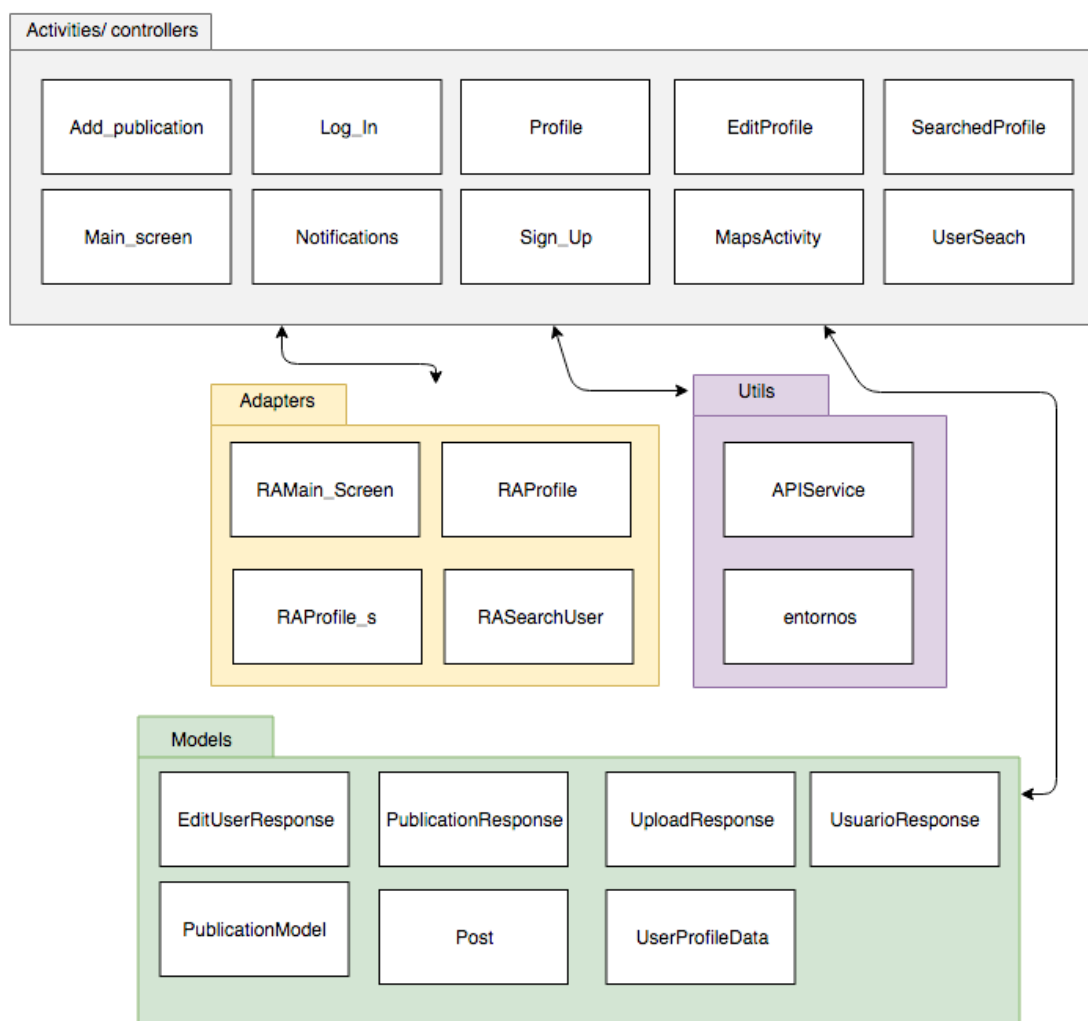 Activities/ controllers
Add_publication
Log_In
Profile
EditProfile
SearchedProfile
Main_screen
Notifications
Sign_Up
MapsActivity
UserSeach
Adapters
RAMain_Screen
RAProfile
RAProfile_s
RASearchUser
Utils
APIService
entornos
Models
EditUserResponse
PublicationResponse
UploadResponse
UsuarioResponse
PublicationModel
Post
UserProfileData